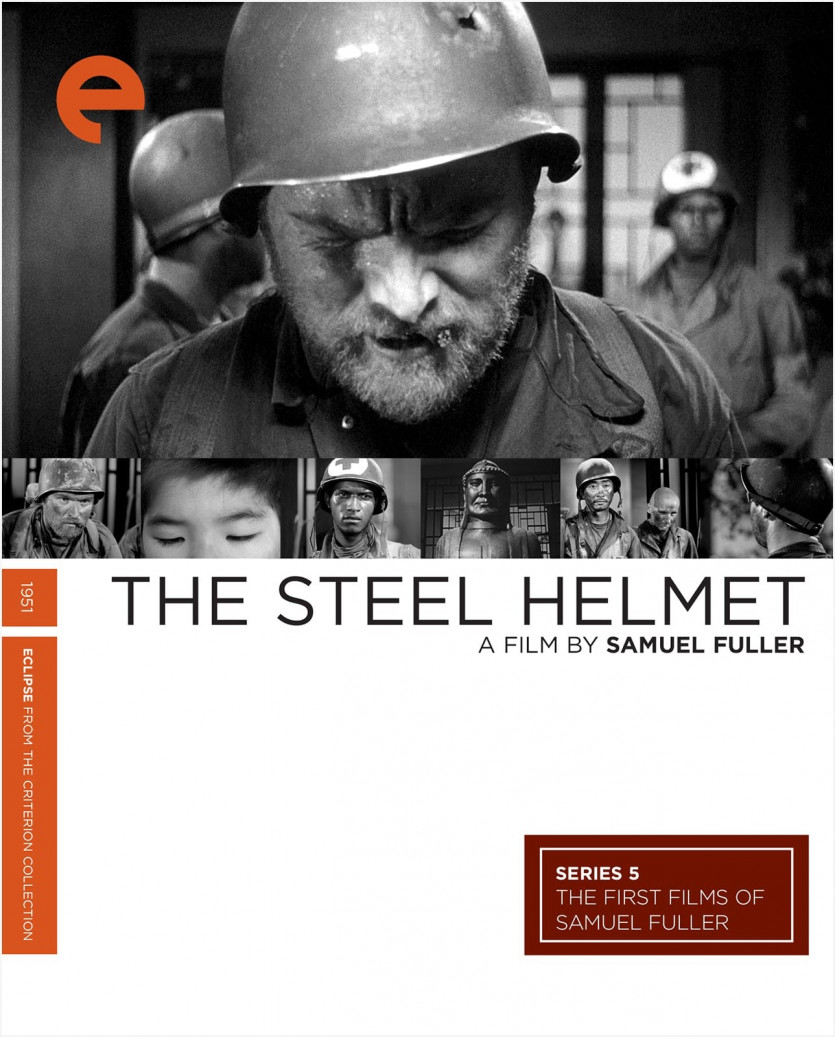 e
1951
ECLIPSE FROM THE CRITERION COLLECTION
THE STEEL HELMET
A FILM BY SAMUEL FULLER
SERIES 5
THE FIRST FILMS OF
SAMUEL FULLER